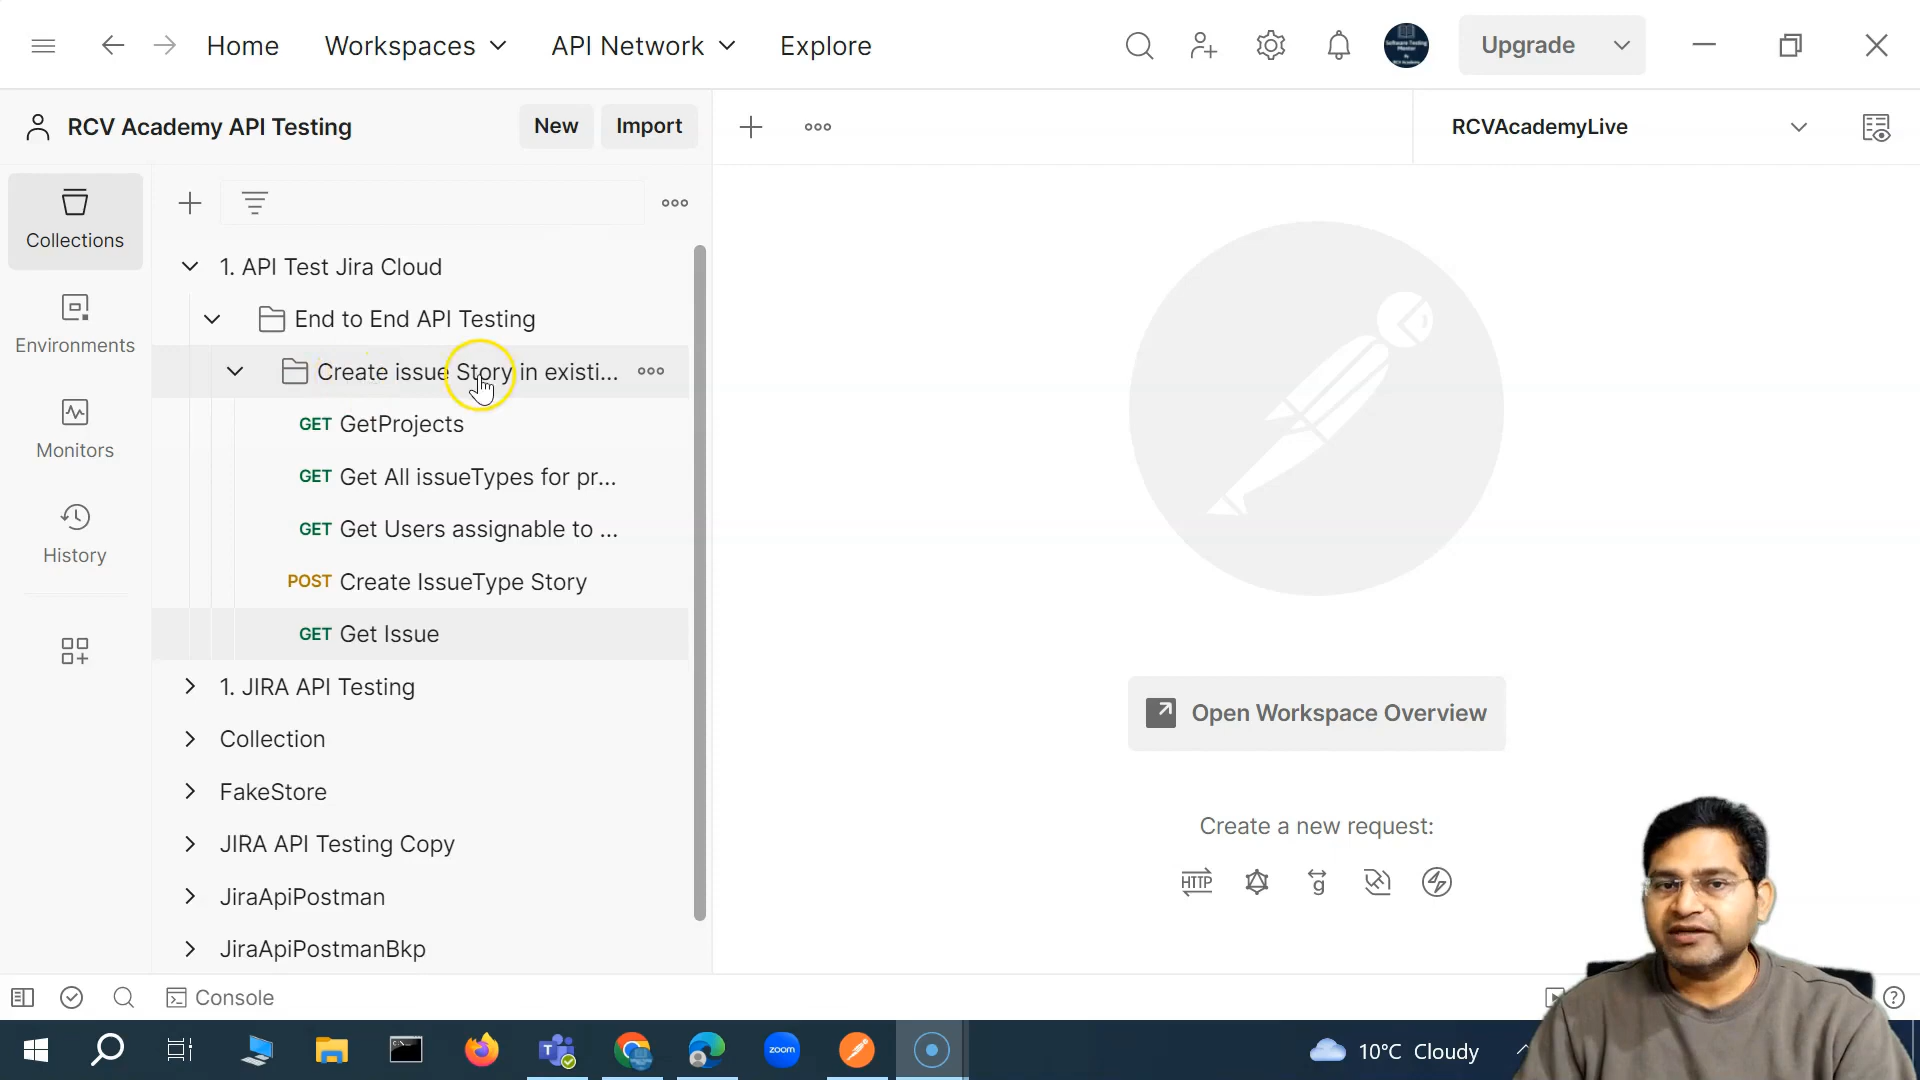 Home
Workspaces
API Network
Explore
Upgrade
RCV Academy API Testing
New
Import
RCVAcademyLive
Collections
Environments
Monitors
History
1. API Test Jira Cloud
End to End API Testing
Create issue Story in existi...
GET GetProjects
GET Get All issueTypes for pr...
GET Get Users assignable to ...
POST Create IssueType Story
GET Get Issue
1. JIRA API Testing
Collection
FakeStore
JIRA API Testing Copy
JiraApiPostman
JiraApiPostmanBkp
Open Workspace Overview
Create a new request:
HTTP
g
Console
zoom
10°C Cloudy